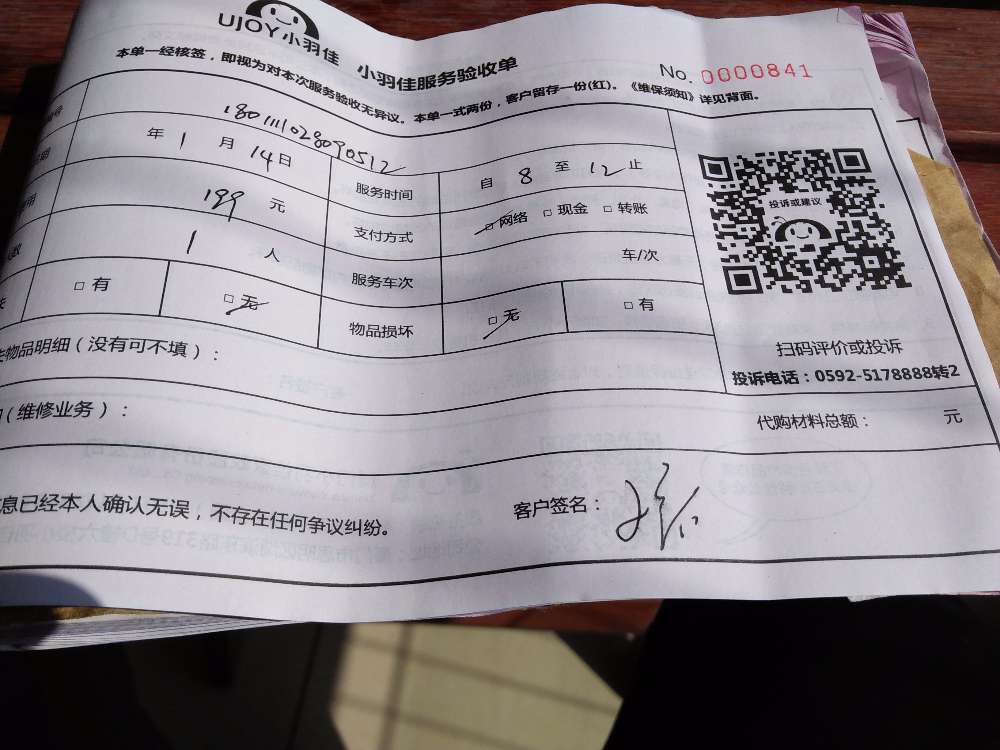 UJOY小羽佳 小羽佳服务验收单
No. 0000841
本单一经核签，即视为对本次服务验收无异议。本单一式两份，客户留存一份(红)。《维保须知》详见背面。
180111028090512
年 1 月 14 日 服务时间 自 8 至 12 止
199 元 支付方式 □网络 □现金 □转账
1 人 服务车次 车/次
□有 □无 物品损坏 □无 □有
投诉或建议
扫码评价或投诉
投诉电话：0592-5178888转2
物品明细（没有可不填）：
（维修业务）： 代购材料总额： 元
息已经本人确认无误，不存在任何争议纠纷。 客户签名：